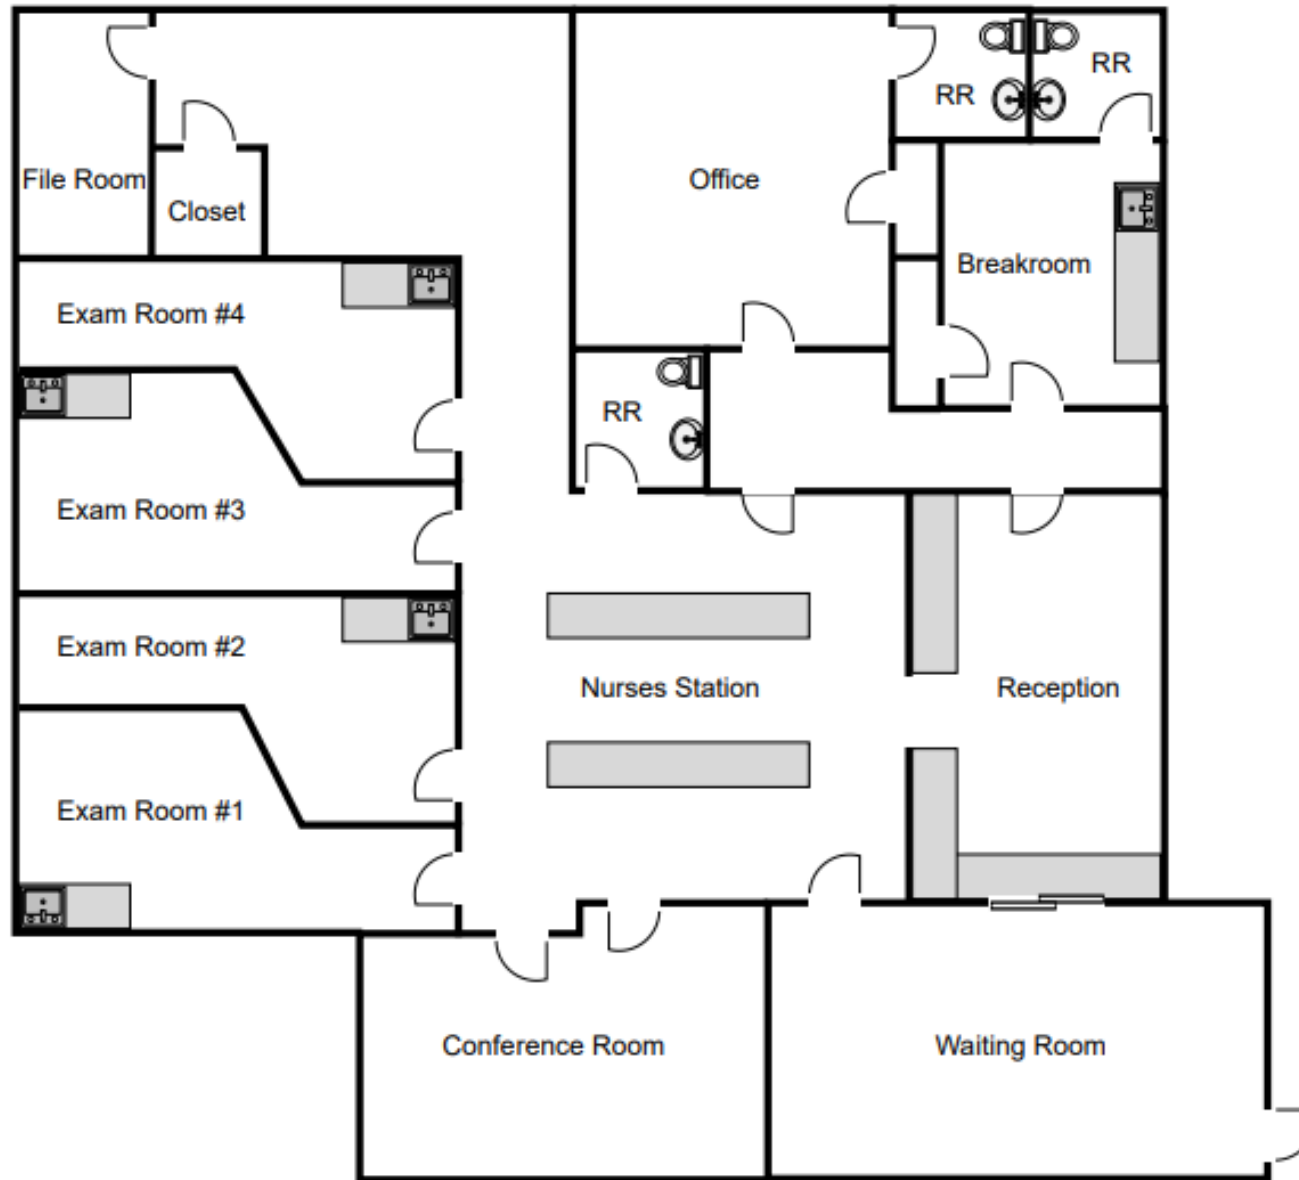 RR
RR
File Room
Closet
Office
Breakroom
Exam Room #4
RR
Exam Room #3
Exam Room #2
Nurses Station
Reception
Exam Room #1
Conference Room
Waiting Room